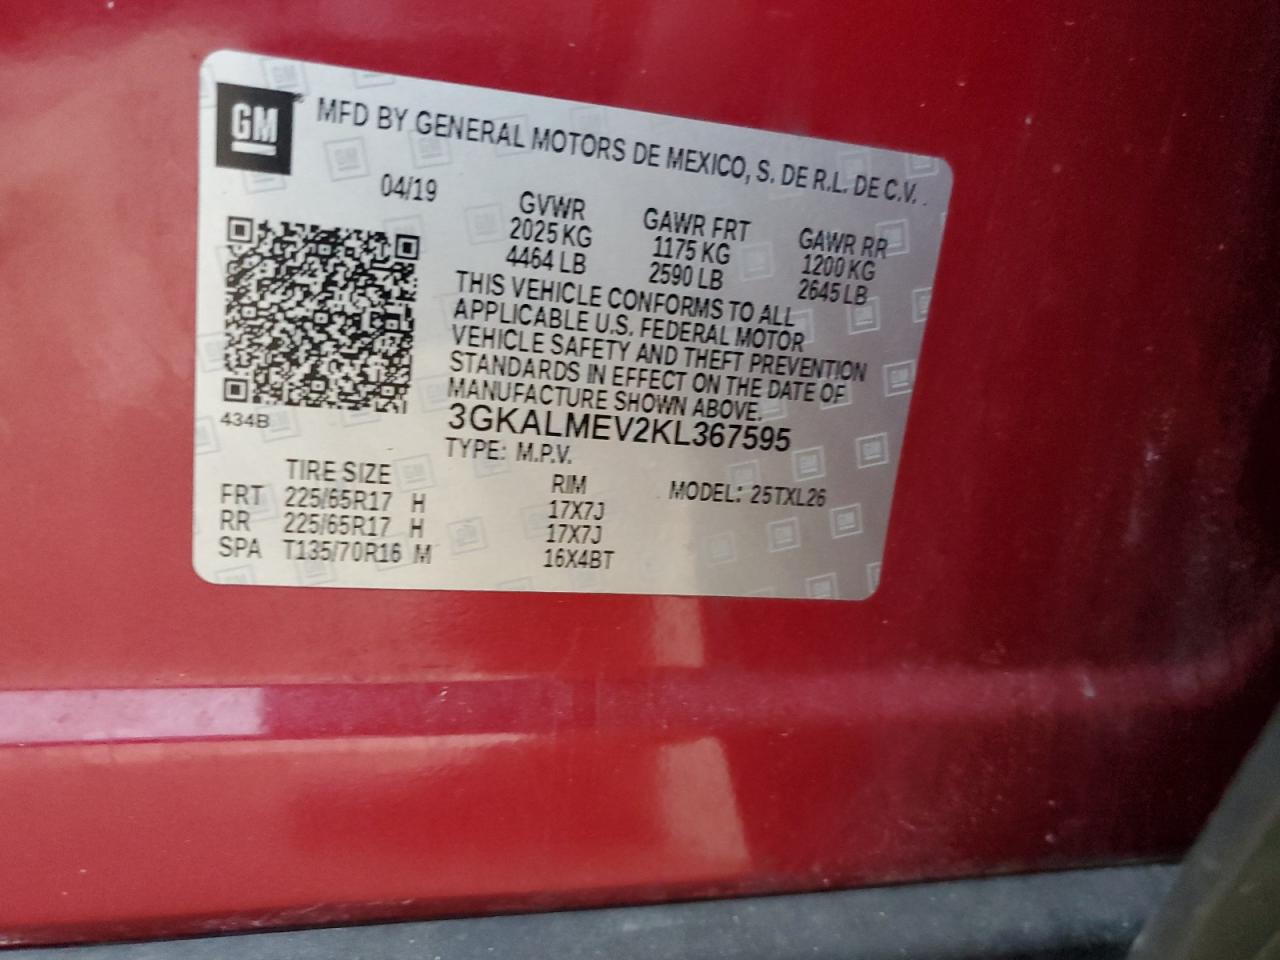 GM
MFD BY GENERAL MOTORS DE MEXICO, S. DE R.L. DE C.V.
04/19
GVWR GAWR FRT GAWR RR
2025 KG 1175 KG 1200 KG
4464 LB 2590 LB 2645 LB
THIS VEHICLE CONFORMS TO ALL
APPLICABLE U.S. FEDERAL MOTOR
VEHICLE SAFETY AND THEFT PREVENTION
STANDARDS IN EFFECT ON THE DATE OF
MANUFACTURE SHOWN ABOVE.
434B
3GKALMEV2KL367595
TYPE: M.P.V.
TIRE SIZE RIM MODEL: 25TXL26
FRT 225/65R17 H 17X7J
RR 225/65R17 H 17X7J
SPA T135/70R16 M 16X4BT